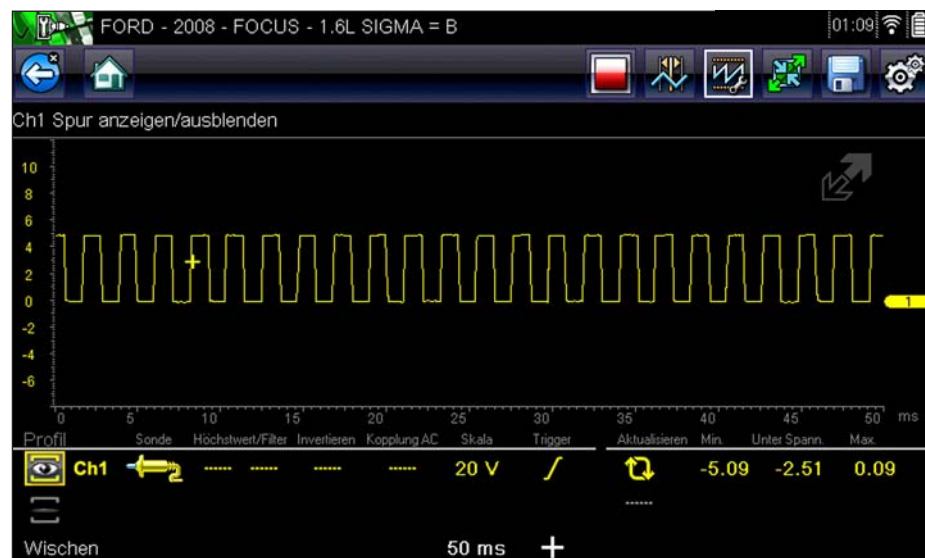 FORD - 2008 - FOCUS - 1.6L SIGMA = B 01:09
Ch1 Spur anzeigen/ausblenden
10
8
6
4
2
0
1
-2
-4
-6
0 5 10 15 20 25 30 35 40 45 50 ms
Profil Sonde Höchstwert/Filter Invertieren Kopplung AC Skala Trigger Aktualisieren Min. Unter Spann. Max.
Ch1 2 ------ ------ ------ ------ 20 V -5.09 -2.51 0.09
------
Wischen 50 ms +